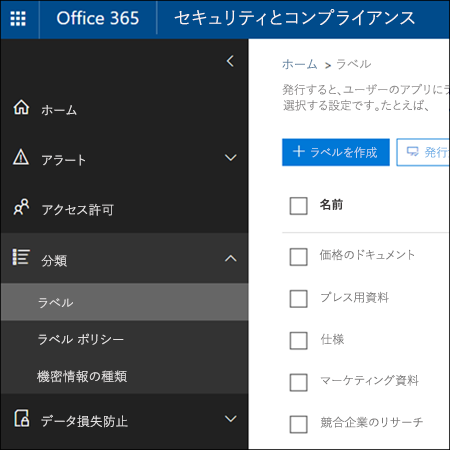 Office 365 セキュリティとコンプライアンス
ホーム > ラベル
発行すると、ユーザーのアプリに
選択する設定です。たとえば、
+ ラベルを作成 発行
名前
価格のドキュメント
プレス用資料
仕様
マーケティング資料
競合企業のリサーチ
ホーム
アラート
アクセス許可
分類
ラベル
ラベル ポリシー
機密情報の種類
データ損失防止